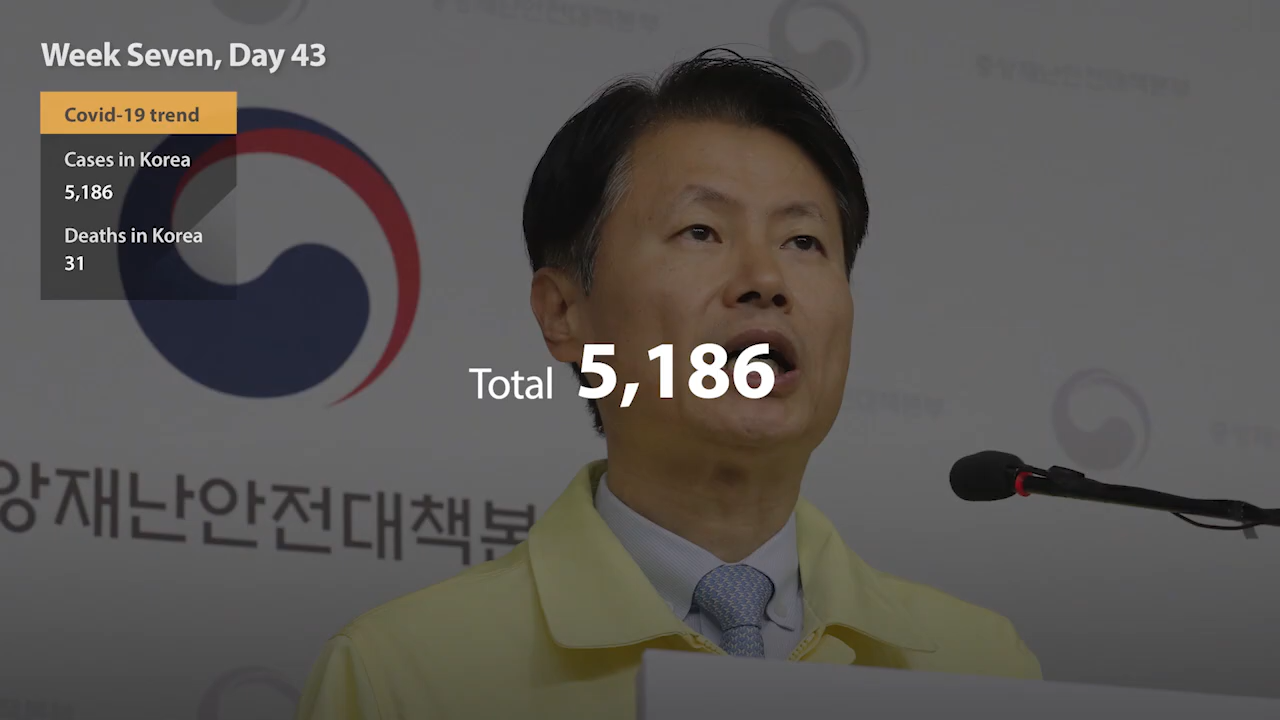 Week Seven, Day 43
Covid-19 trend
Cases in Korea
5,186
Deaths in Korea
31
Total 5,186
앙재난안전대책본